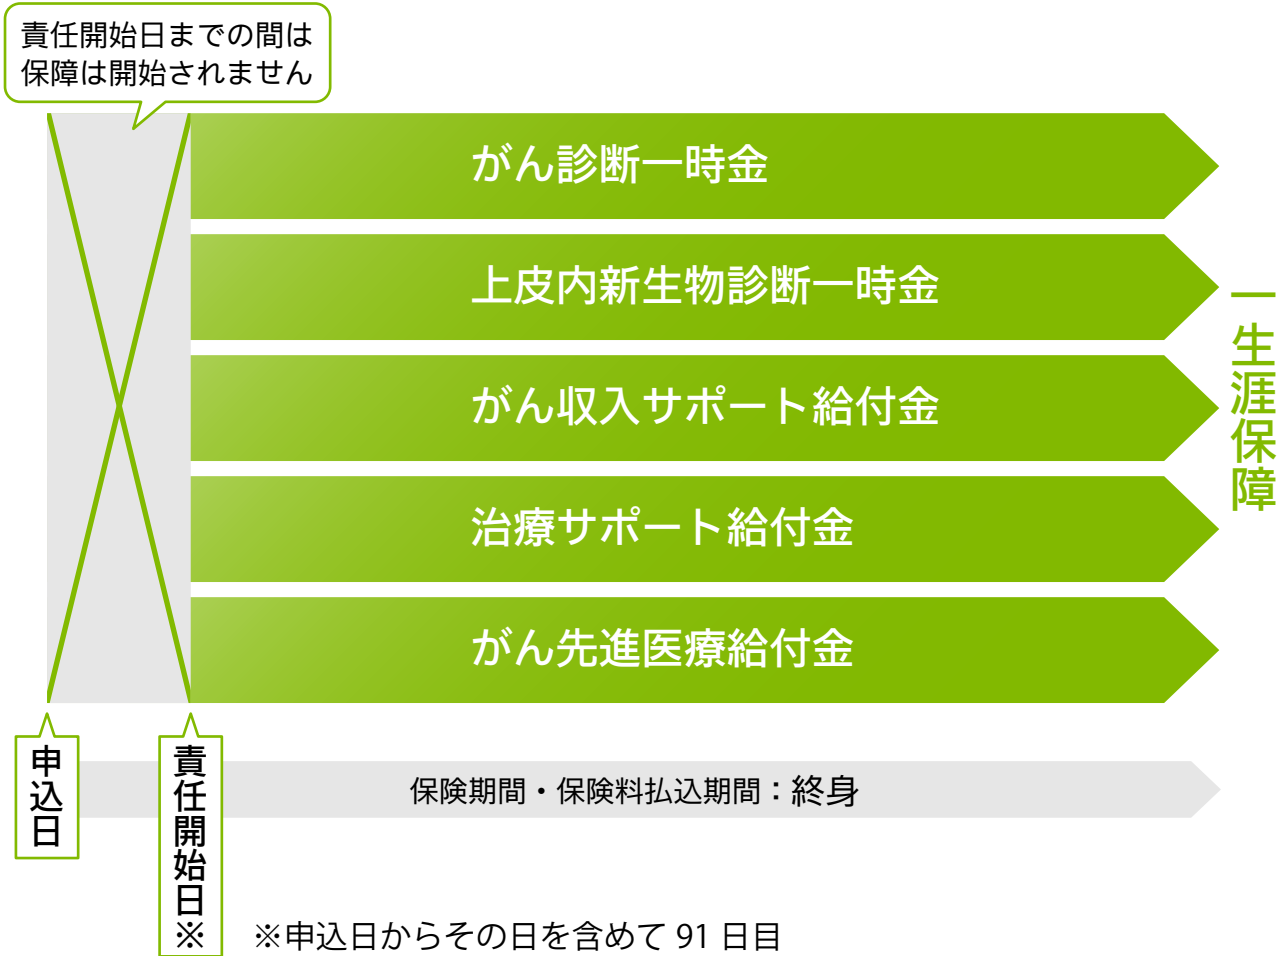 責任開始日までの間は
保障は開始されません
がん診断一時金
上皮内新生物診断一時金
がん収入サポート給付金
治療サポート給付金
がん先進医療給付金
一生涯保障
申込日
責任開始日※
保険期間・保険料払込期間：終身
※申込日からその日を含めて 91 日目